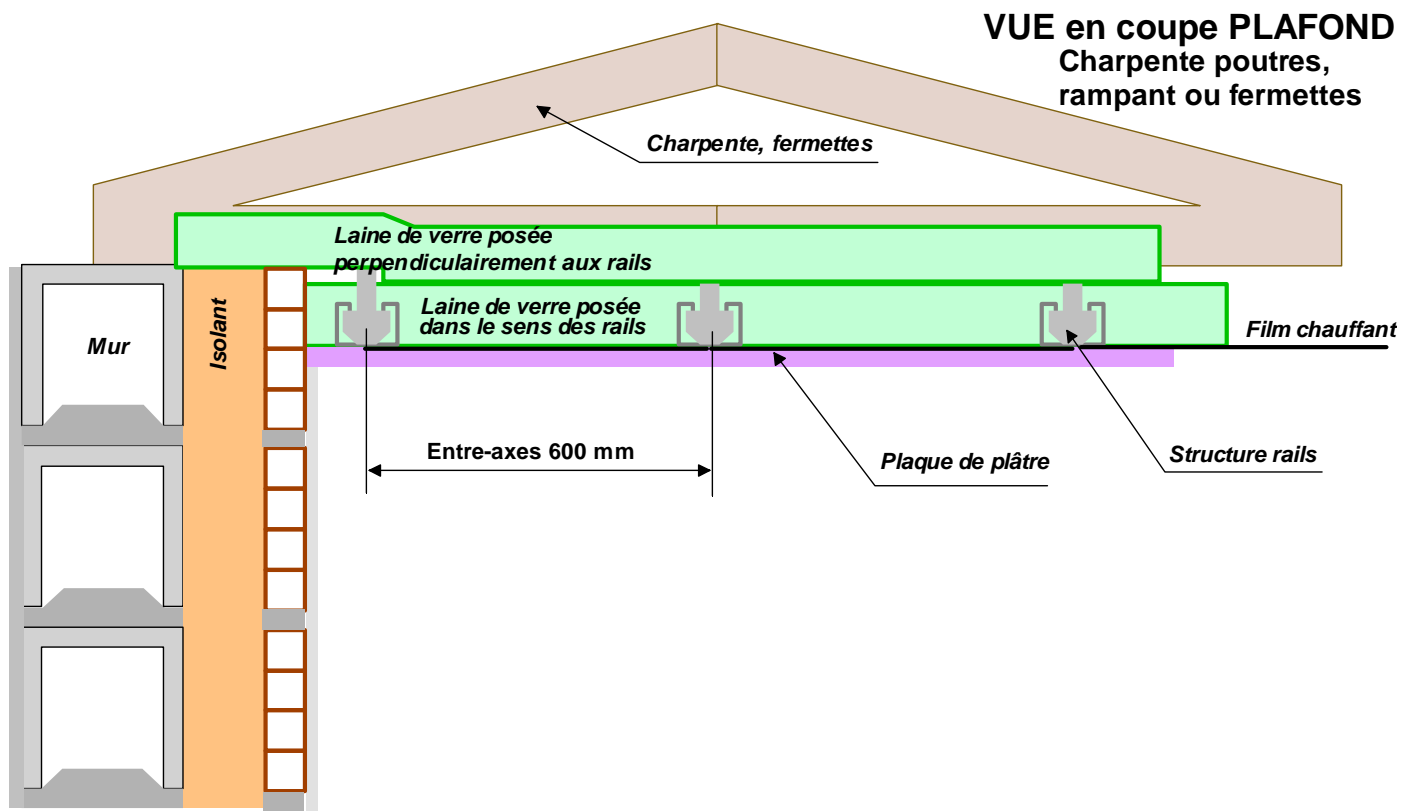 VUE en coupe PLAFOND
Charpente poutres,
rampant ou fermettes
Charpente, fermettes
Laine de verre posée
perpendiculairement aux rails
Laine de verre posée
dans le sens des rails
Mur
Isolant
Film chauffant
Entre-axes 600 mm
Plaque de plâtre
Structure rails